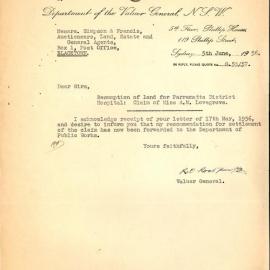 Department of the Valuer General, N.S.W.
5th Floor, Phillip House,
119 Phillip Street,
Sydney 5th June, 1956.
IN REPLY, PLEASE QUOTE
Messrs. Simpson & Francis,
Auctioneers, Land, Estate and
General Agents,
Box 1, Post Office,
BLACKTOWN.
Dear Sirs,
Resumption of land for Parramatta District
Hospital: Claim of Miss A.M. Lovegrove.
I acknowledge receipt of your letter of 17th May, 1956,
and desire to inform you that my recommendation for settlement
of the claim has now been forwarded to the Department of
Public Works.
Yours faithfully,
Valuer General.